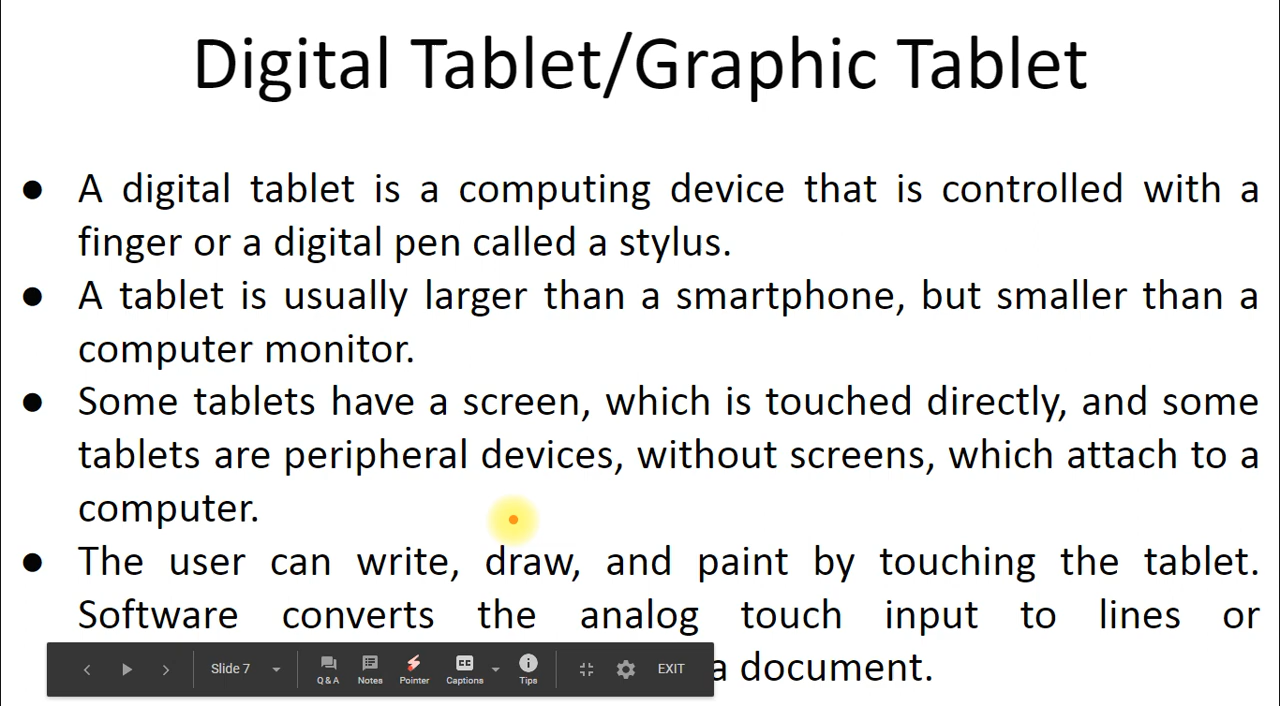 Digital Tablet/Graphic Tablet
● A digital tablet is a computing device that is controlled with a
finger or a digital pen called a stylus.
● A tablet is usually larger than a smartphone, but smaller than a
computer monitor.
● Some tablets have a screen, which is touched directly, and some
tablets are peripheral devices, without screens, which attach to a
computer.
● The user can write, draw, and paint by touching the tablet.
Software converts the analog touch input to lines or
a document.
Slide 7
Q & A Notes Pointer CC Captions Tips EXIT